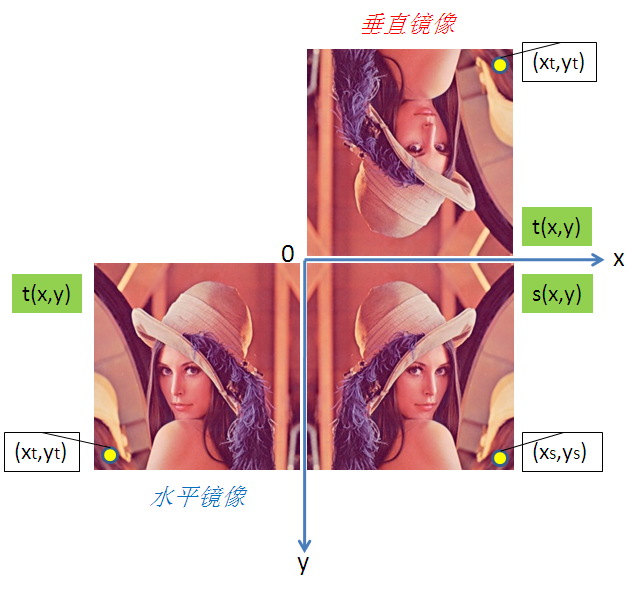 垂直镜像
(xt,yt)
t(x,y)
0
x
t(x,y)
s(x,y)
(xt,yt)
(xs,ys)
水平镜像
y